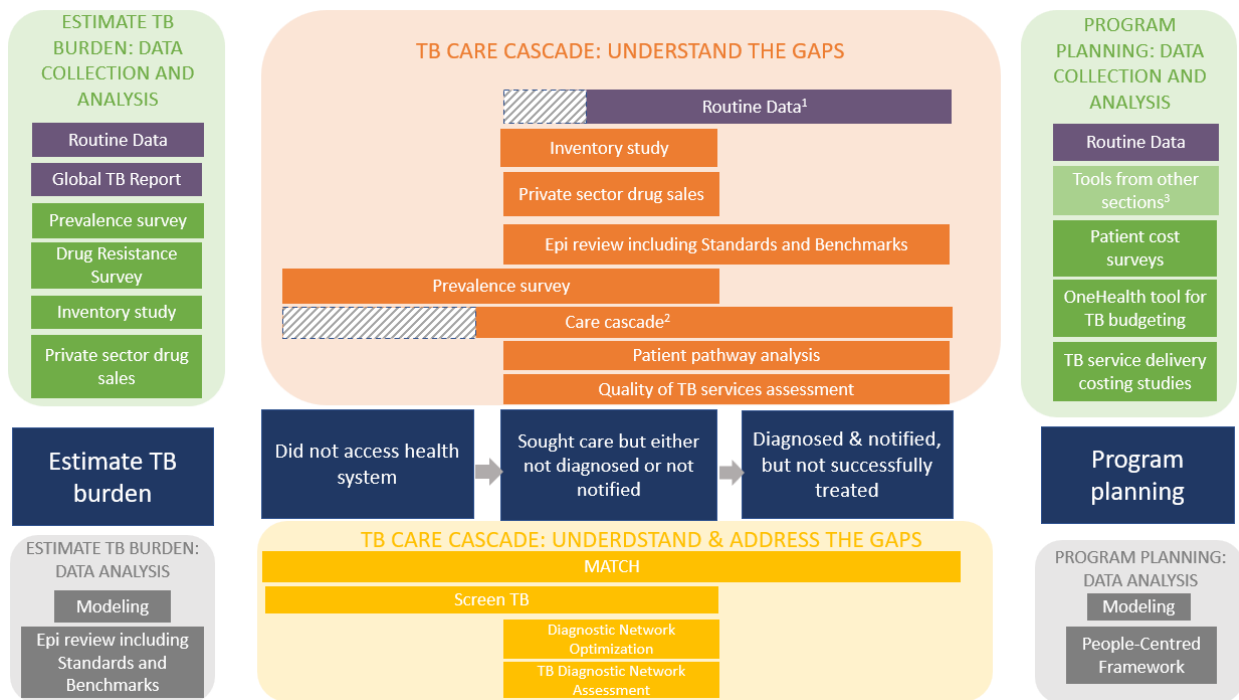 ESTIMATE TB
BURDEN: DATA
COLLECTION AND
ANALYSIS
Routine Data
Global TB Report
Prevalence survey
Drug Resistance
Survey
Inventory study
Private sector drug
sales
TB CARE CASCADE: UNDERSTAND THE GAPS
Routine Data¹
Inventory study
Private sector drug sales
Epi review including Standards and Benchmarks
Prevalence survey
Care cascade²
Patient pathway analysis
Quality of TB services assessment
PROGRAM
PLANNING: DATA
COLLECTION AND
ANALYSIS
Routine Data
Tools from other
sections³
Patient cost
surveys
OneHealth tool for
TB budgeting
TB service delivery
costing studies
Estimate TB
burden
Did not access health
system
Sought care but either
not diagnosed or not
notified
Diagnosed & notified,
but not successfully
treated
Program
planning
ESTIMATE TB BURDEN:
DATA ANALYSIS
Modeling
Epi review including
Standards and
Benchmarks
TB CARE CASCADE: UNDERDSTAND & ADDRESS THE GAPS
MATCH
Screen TB
Diagnostic Network
Optimization
TB Diagnostic Network
Assessment
PROGRAM PLANNING:
DATA ANALYSIS
Modeling
People-Centred
Framework